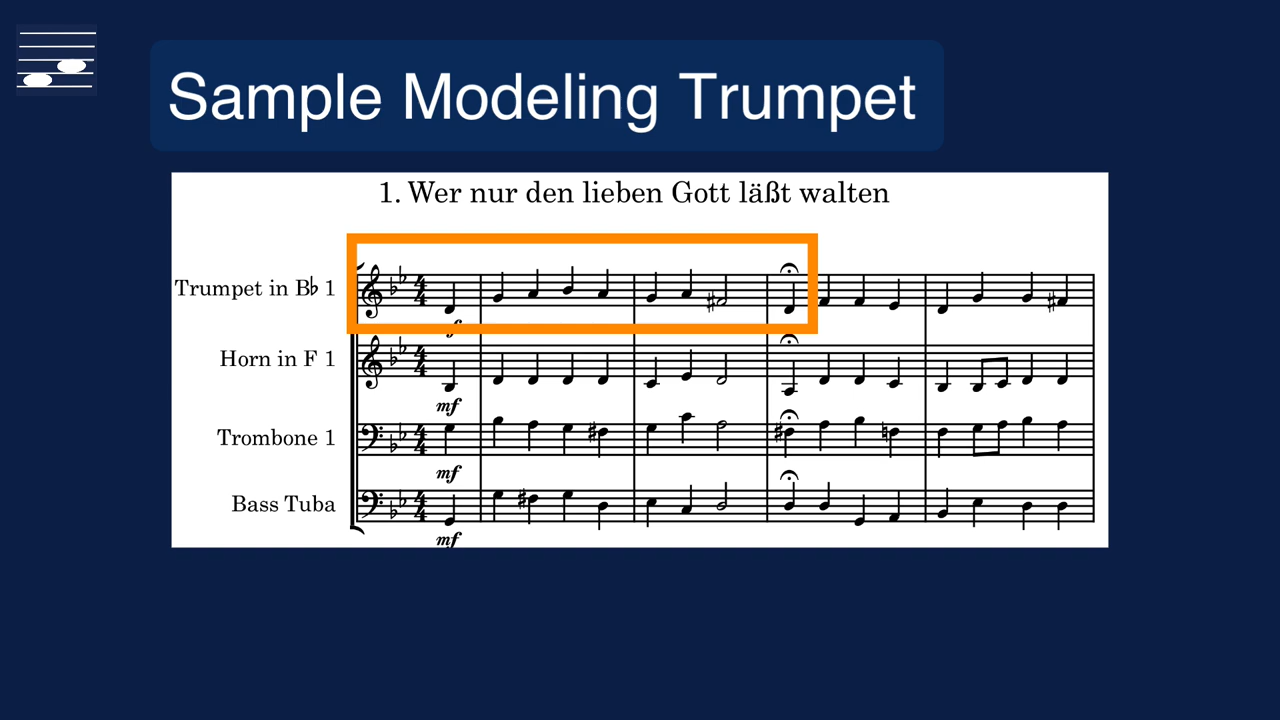 Sample Modeling Trumpet
1. Wer nur den lieben Gott läßt walten
Trumpet in B♭ 1
Horn in F 1
mf
Trombone 1
mf
Bass Tuba
mf